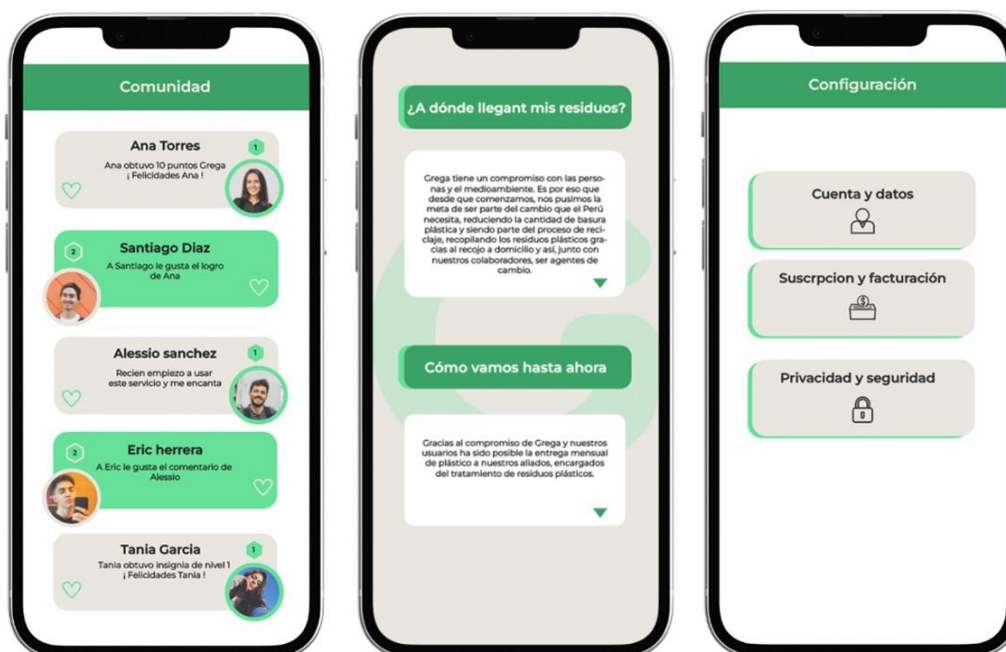 Comunidad
Ana Torres
1
Ana obtuvo 10 puntos Grega
¡ Felicidades Ana !
2
Santiago Diaz
A Santiago le gusta el logro
de Ana
Alessio sanchez
1
Recien empiezo a usar
este servicio y me encanta
2
Eric herrera
A Eric le gusta el comentario de
Alessio
Tania Garcia
1
Tania obtuvo insignia de nivel 1
¡ Felicidades Tania !
¿A dónde llegant mis residuos?
Grega tiene un compromiso con las perso-
nas y el medioambiente. Es por eso que
desde que comenzamos, nos pusimos la
meta de ser parte del cambio que el Perú
necesita, reduciendo la cantidad de basura
plástica y siendo parte del proceso de reci-
claje, recopilando los residuos plásticos gra-
cias al recojo a domicilio y así, junto con
nuestros colaboradores, ser agentes de
cambio.
Cómo vamos hasta ahora
Gracias al compromiso de Grega y nuestros
usuarios ha sido posible la entrega mensual
de plástico a nuestros aliados, encargados
del tratamiento de residuos plásticos.
Configuración
Cuenta y datos
Suscrpcion y facturación
$
Privacidad y seguridad